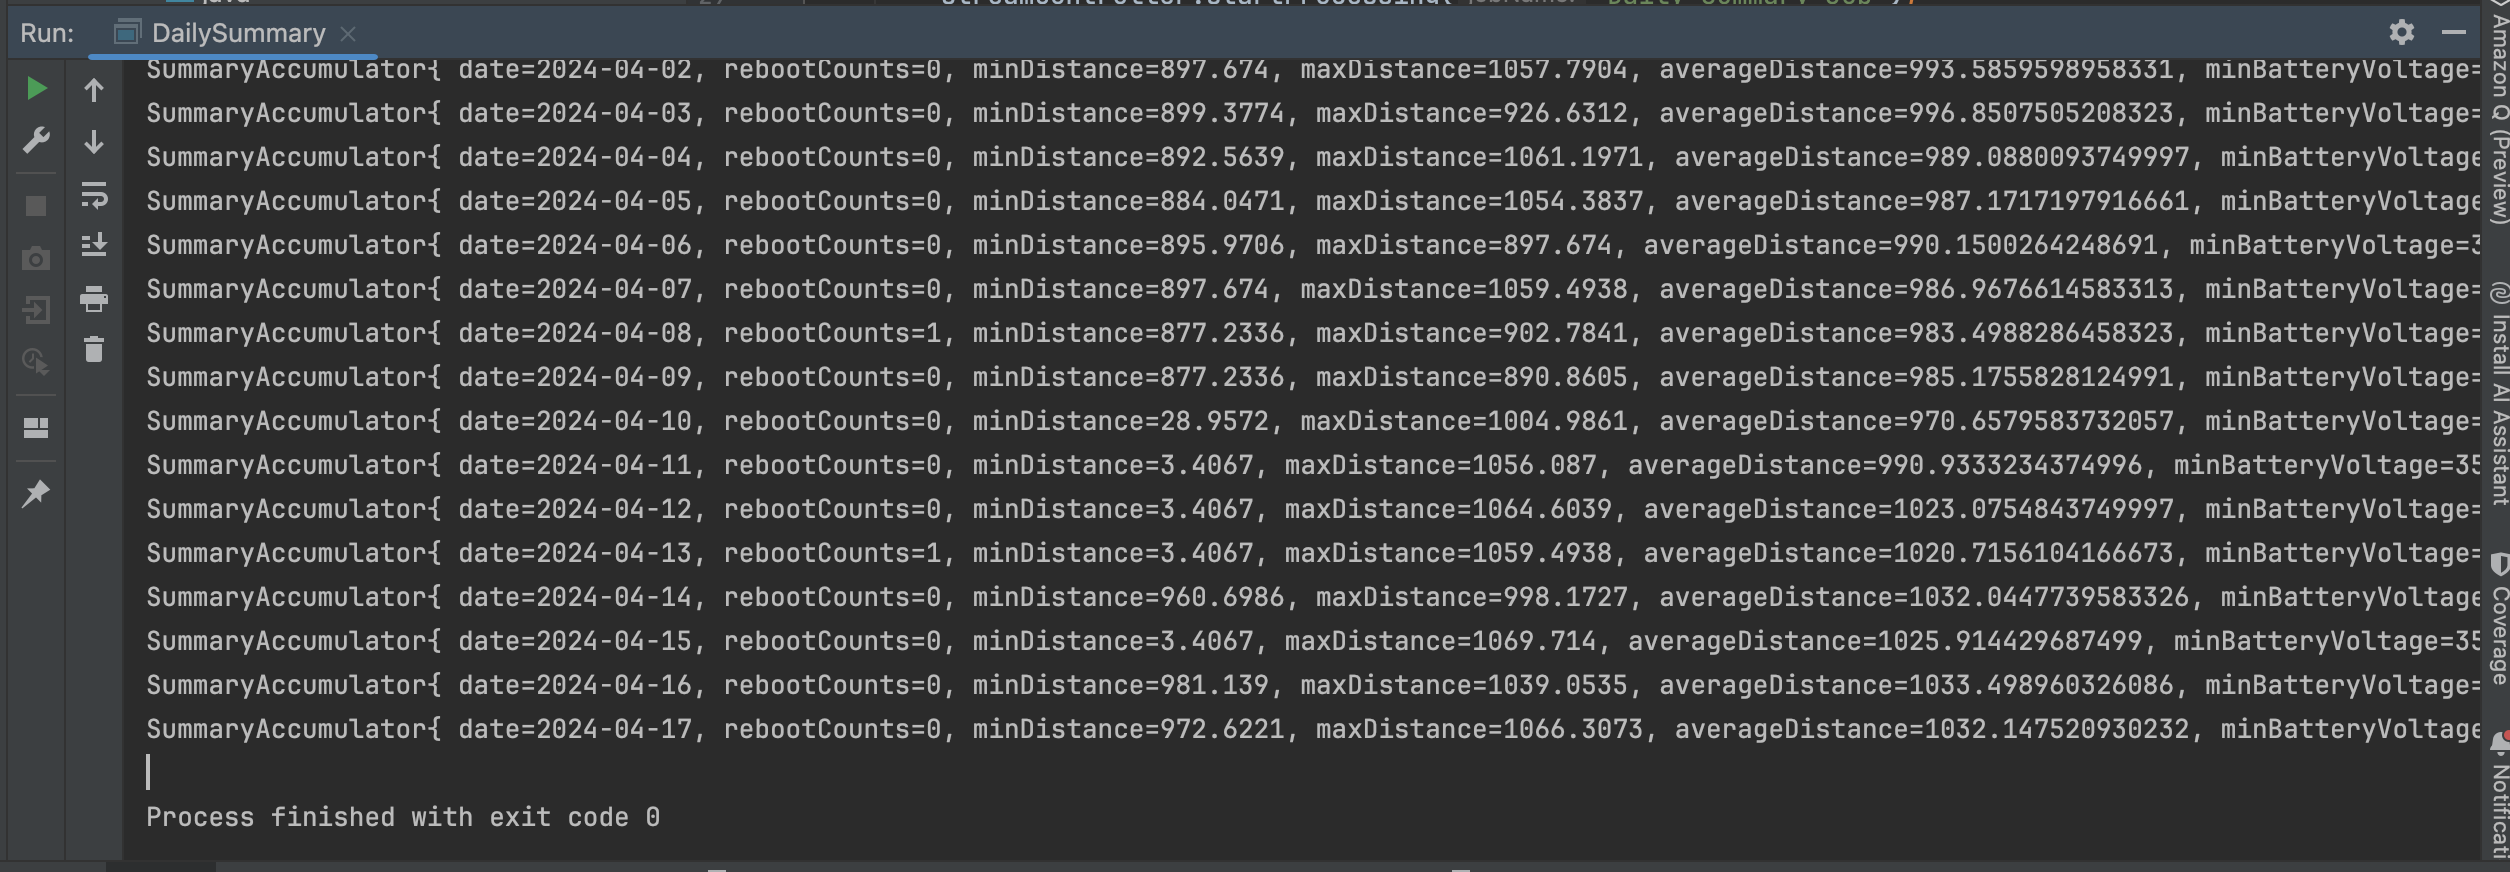 Run: DailySummary
SummaryAccumulator{ date=2024-04-02, rebootCounts=0, minDistance=897.674, maxDistance=1057.7904, averageDistance=993.5859598958331, minBatteryVoltage=
SummaryAccumulator{ date=2024-04-03, rebootCounts=0, minDistance=899.3774, maxDistance=926.6312, averageDistance=996.8507505208323, minBatteryVoltage=
SummaryAccumulator{ date=2024-04-04, rebootCounts=0, minDistance=892.5639, maxDistance=1061.1971, averageDistance=989.0880093749997, minBatteryVoltage
SummaryAccumulator{ date=2024-04-05, rebootCounts=0, minDistance=884.0471, maxDistance=1054.3837, averageDistance=987.1717197916661, minBatteryVoltage
SummaryAccumulator{ date=2024-04-06, rebootCounts=0, minDistance=895.9706, maxDistance=897.674, averageDistance=990.1500264248691, minBatteryVoltage=3
SummaryAccumulator{ date=2024-04-07, rebootCounts=0, minDistance=897.674, maxDistance=1059.4938, averageDistance=986.9676614583313, minBatteryVoltage=
SummaryAccumulator{ date=2024-04-08, rebootCounts=1, minDistance=877.2336, maxDistance=902.7841, averageDistance=983.4988286458323, minBatteryVoltage=
SummaryAccumulator{ date=2024-04-09, rebootCounts=0, minDistance=877.2336, maxDistance=890.8605, averageDistance=985.1755828124991, minBatteryVoltage=
SummaryAccumulator{ date=2024-04-10, rebootCounts=0, minDistance=28.9572, maxDistance=1004.9861, averageDistance=970.6579583732057, minBatteryVoltage=
SummaryAccumulator{ date=2024-04-11, rebootCounts=0, minDistance=3.4067, maxDistance=1056.087, averageDistance=990.9333234374996, minBatteryVoltage=35
SummaryAccumulator{ date=2024-04-12, rebootCounts=0, minDistance=3.4067, maxDistance=1064.6039, averageDistance=1023.0754843749997, minBatteryVoltage=
SummaryAccumulator{ date=2024-04-13, rebootCounts=1, minDistance=3.4067, maxDistance=1059.4938, averageDistance=1020.7156104166673, minBatteryVoltage=
SummaryAccumulator{ date=2024-04-14, rebootCounts=0, minDistance=960.6986, maxDistance=998.1727, averageDistance=1032.0447739583326, minBatteryVoltage
SummaryAccumulator{ date=2024-04-15, rebootCounts=0, minDistance=3.4067, maxDistance=1069.714, averageDistance=1025.914429687499, minBatteryVoltage=35
SummaryAccumulator{ date=2024-04-16, rebootCounts=0, minDistance=981.139, maxDistance=1039.0535, averageDistance=1033.498960326086, minBatteryVoltage=
SummaryAccumulator{ date=2024-04-17, rebootCounts=0, minDistance=972.6221, maxDistance=1066.3073, averageDistance=1032.147520930232, minBatteryVoltage
Process finished with exit code 0
Amazon Q (Preview)
Install AI Assistant
Coverage
Notificati